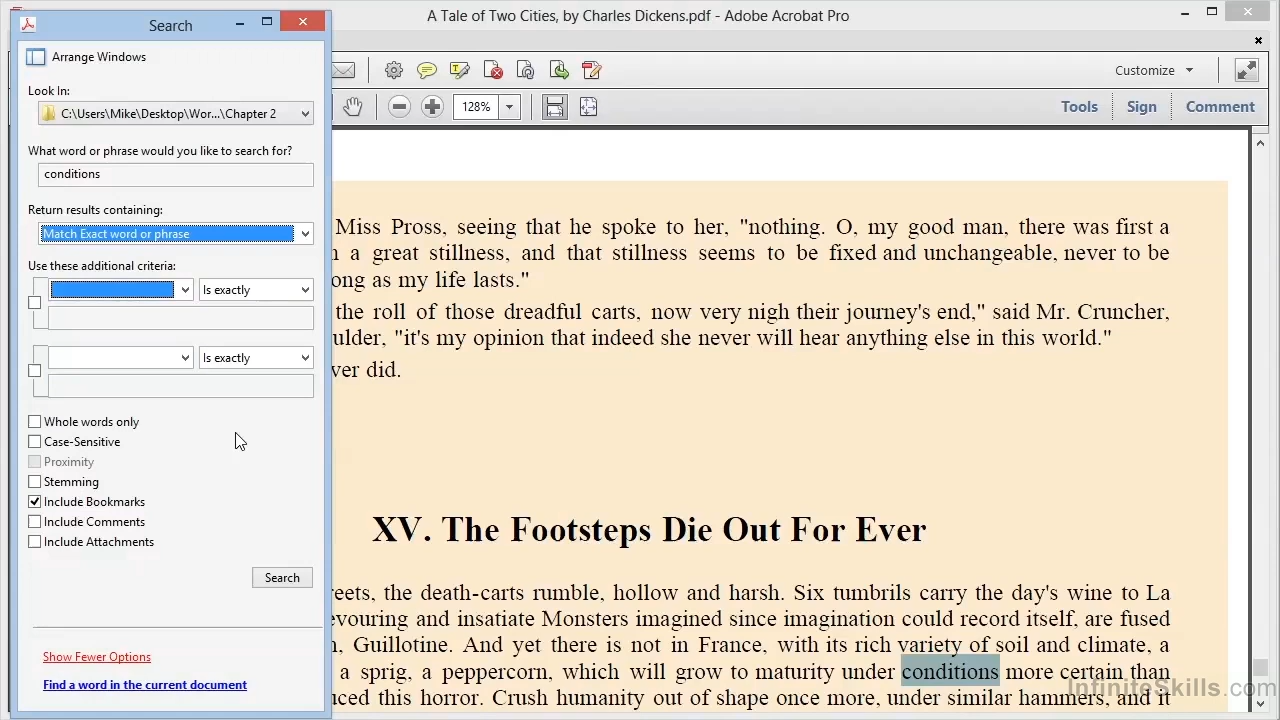 A Tale of Two Cities, by Charles Dickens.pdf - Adobe Acrobat Pro
Search
Arrange Windows
Look In:
C:\Users\Mike\Desktop\Wor...\Chapter 2
What word or phrase would you like to search for?
conditions
Return results containing:
Match Exact word or phrase
Use these additional criteria:
Is exactly
Is exactly
Whole words only
Case-Sensitive
Proximity
Stemming
Include Bookmarks
Include Comments
Include Attachments
Search
Show Fewer Options
Find a word in the current document
Customize
128%
Tools
Sign
Comment
Miss Pross, seeing that he spoke to her, "nothing. O, my good man, there was first a
a great stillness, and that stillness seems to be fixed and unchangeable, never to be
ong as my life lasts."
the roll of those dreadful carts, now very nigh their journey's end," said Mr. Cruncher,
ulder, "it's my opinion that indeed she never will hear anything else in this world."
ver did.
XV. The Footsteps Die Out For Ever
reets, the death-carts rumble, hollow and harsh. Six tumbrils carry the day's wine to La
evouring and insatiate Monsters imagined since imagination could record itself, are fused
, Guillotine. And yet there is not in France, with its rich variety of soil and climate, a
a sprig, a peppercorn, which will grow to maturity under conditions more certain than
uced this horror. Crush humanity out of shape once more, under similar hammers, and it
InfiniteSkills.com